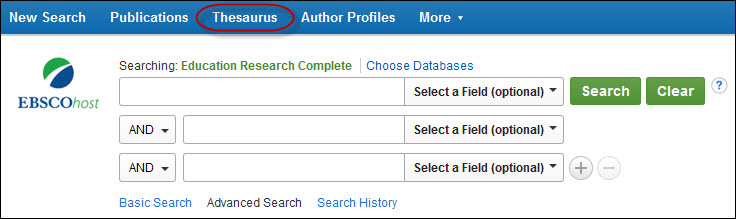 New Search Publications Thesaurus Author Profiles More
Searching: Education Research Complete Choose Databases
Select a Field (optional) Search Clear ?
EBSCOhost
AND Select a Field (optional)
AND Select a Field (optional) + −
Basic Search Advanced Search Search History